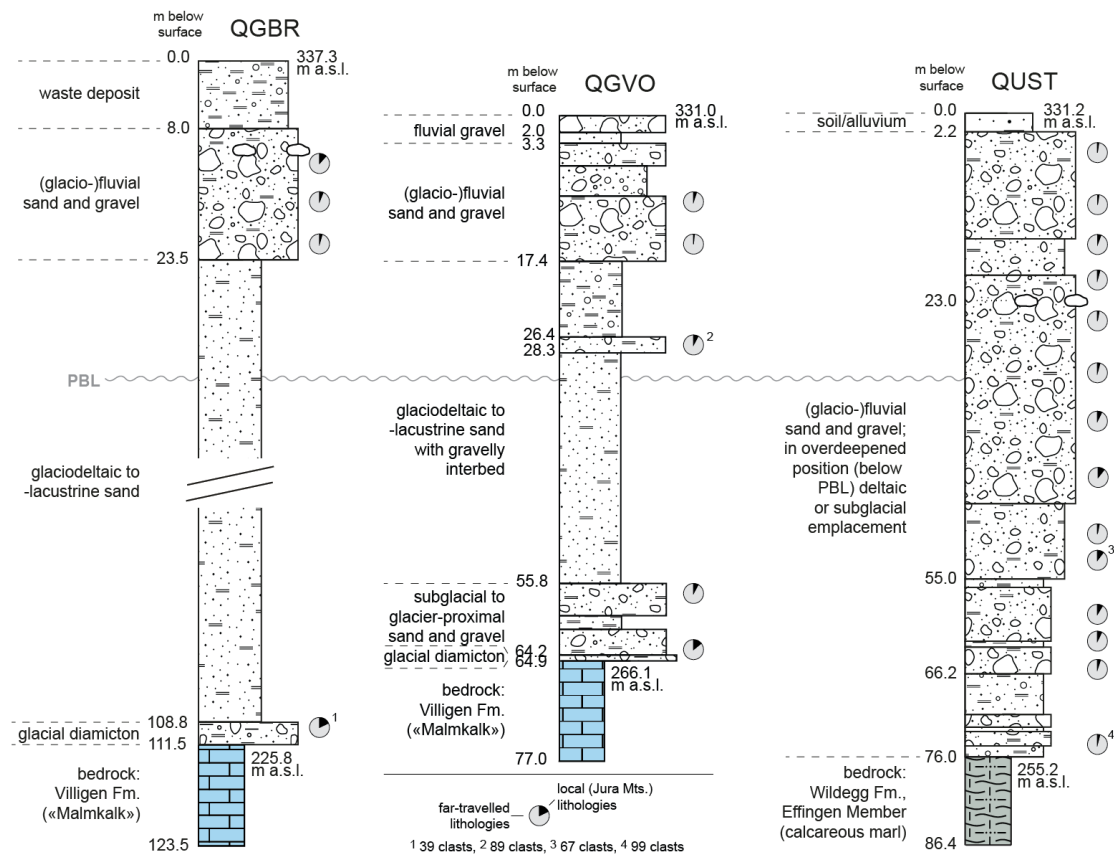 m below
surface
QGBR
0.0
337.3
m a.s.l.
waste deposit
8.0
(glacio-)fluvial
sand and gravel
23.5
PBL
glaciodeltaic to
-lacustrine sand
108.8
1
glacial diamicton
111.5
225.8
m a.s.l.
bedrock:
Villigen Fm.
(«Malmkalk»)
123.5
m below
surface
QGVO
0.0
331.0
m a.s.l.
fluvial gravel
2.0
3.3
(glacio-)fluvial
sand and gravel
17.4
26.4
2
28.3
glaciodeltaic to
-lacustrine sand
with gravelly
interbed
55.8
subglacial to
glacier-proximal
sand and gravel
64.2
glacial diamicton
64.9
266.1
m a.s.l.
bedrock:
Villigen Fm.
(«Malmkalk»)
77.0
local (Jura Mts.)
lithologies
far-travelled
lithologies
1 39 clasts, 2 89 clasts, 3 67 clasts, 4 99 clasts
m below
surface
QUST
0.0
331.2
m a.s.l.
soil/alluvium
2.2
23.0
(glacio-)fluvial
sand and gravel;
in overdeepened
position (below
PBL) deltaic
or subglacial
emplacement
3
55.0
66.2
4
76.0
255.2
m a.s.l.
bedrock:
Wildegg Fm.,
Effingen Member
(calcareous marl)
86.4